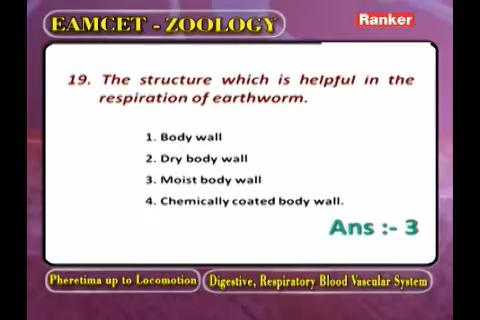 EAMCET - ZOOLOGY
Ranker
19. The structure which is helpful in the
respiration of earthworm.
1. Body wall
2. Dry body wall
3. Moist body wall
4. Chemically coated body wall.
Ans :- 3
Pheretima up to Locomotion
Digestive, Respiratory Blood Vascular System